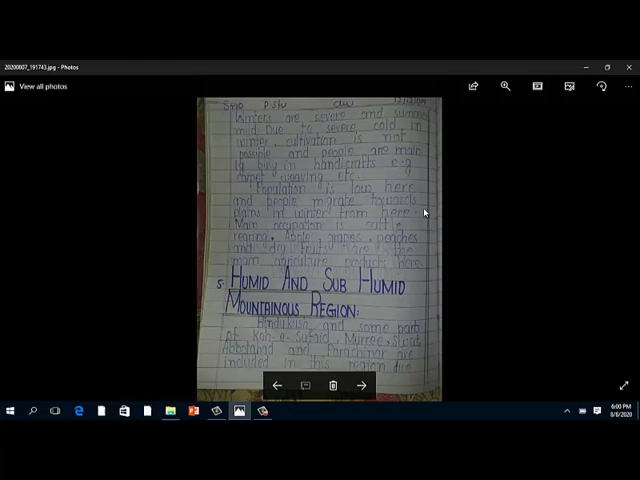 20200807_191743.jpg - Photos
View all photos
P.Stu
Winters are severe and summer
mild Due to severe cold in
winter, cultivation is not
possible and people are main
ly busy in handicrafts e.g
carpet weaving etc.
Population is low here
and people migrate towards
plains in winter from here.
Main occupation is cattle
rearing, Apple, grapes, peaches
and dry fruits are the
main agriculture products here
5. HUMID AND SUB HUMID
MOUNTAINOUS REGION:
Hindukush and some part
of Koh-e-Sufaid, Murree, Swat
Abbotabad and Parachinar are
included in this region
6:00 PM
8/8/2020